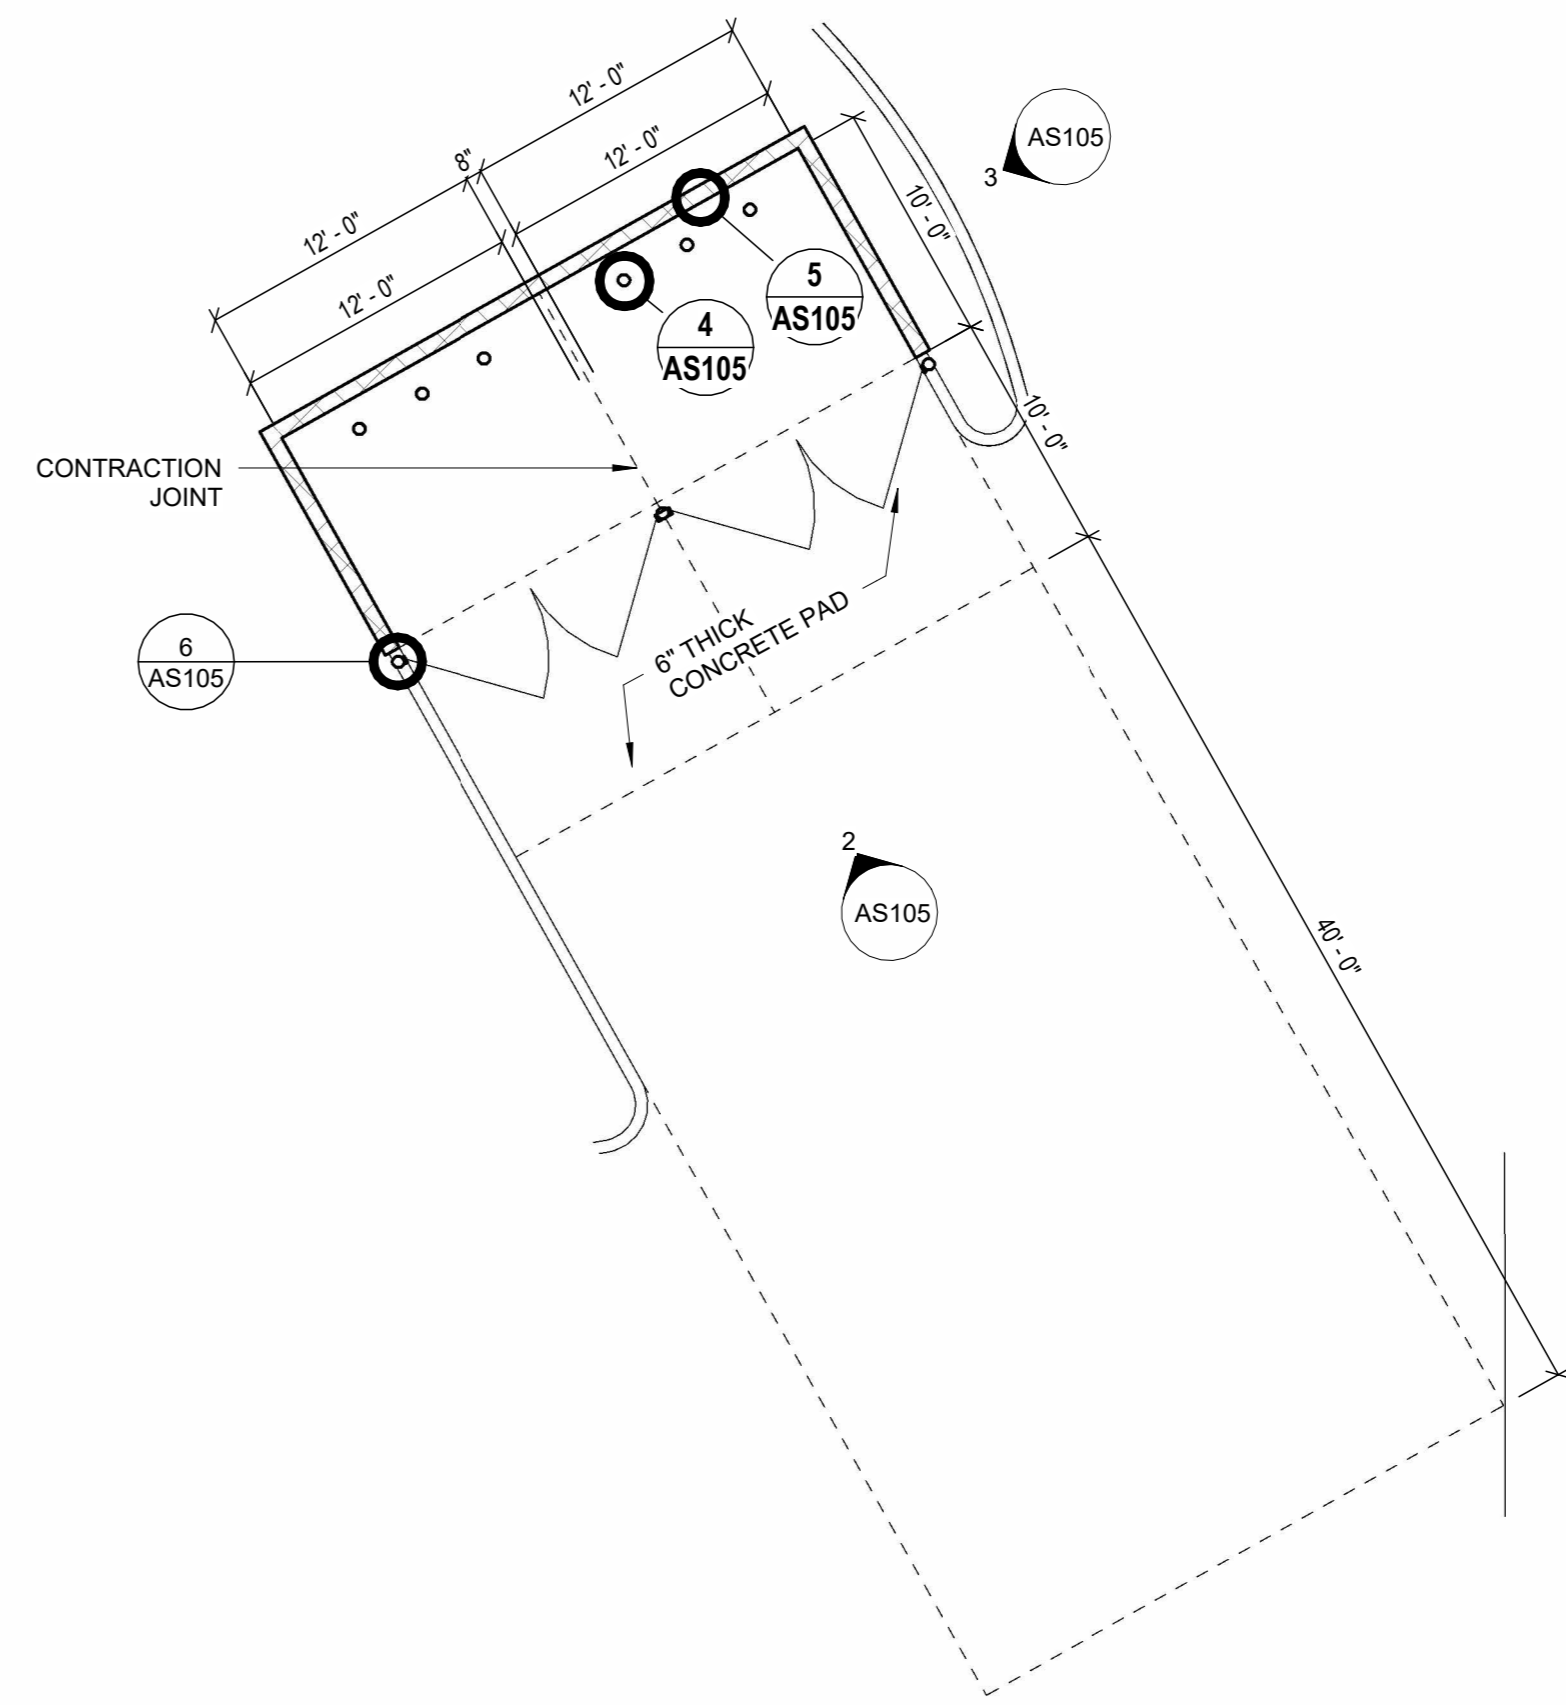 12' - 0"
12' - 0"
8"
12' - 0"
12' - 0"
AS105
3
10' - 0"
5
AS105
4
AS105
10' - 0"
CONTRACTION
JOINT
6" THICK
CONCRETE PAD
6
AS105
2
AS105
40' - 0"